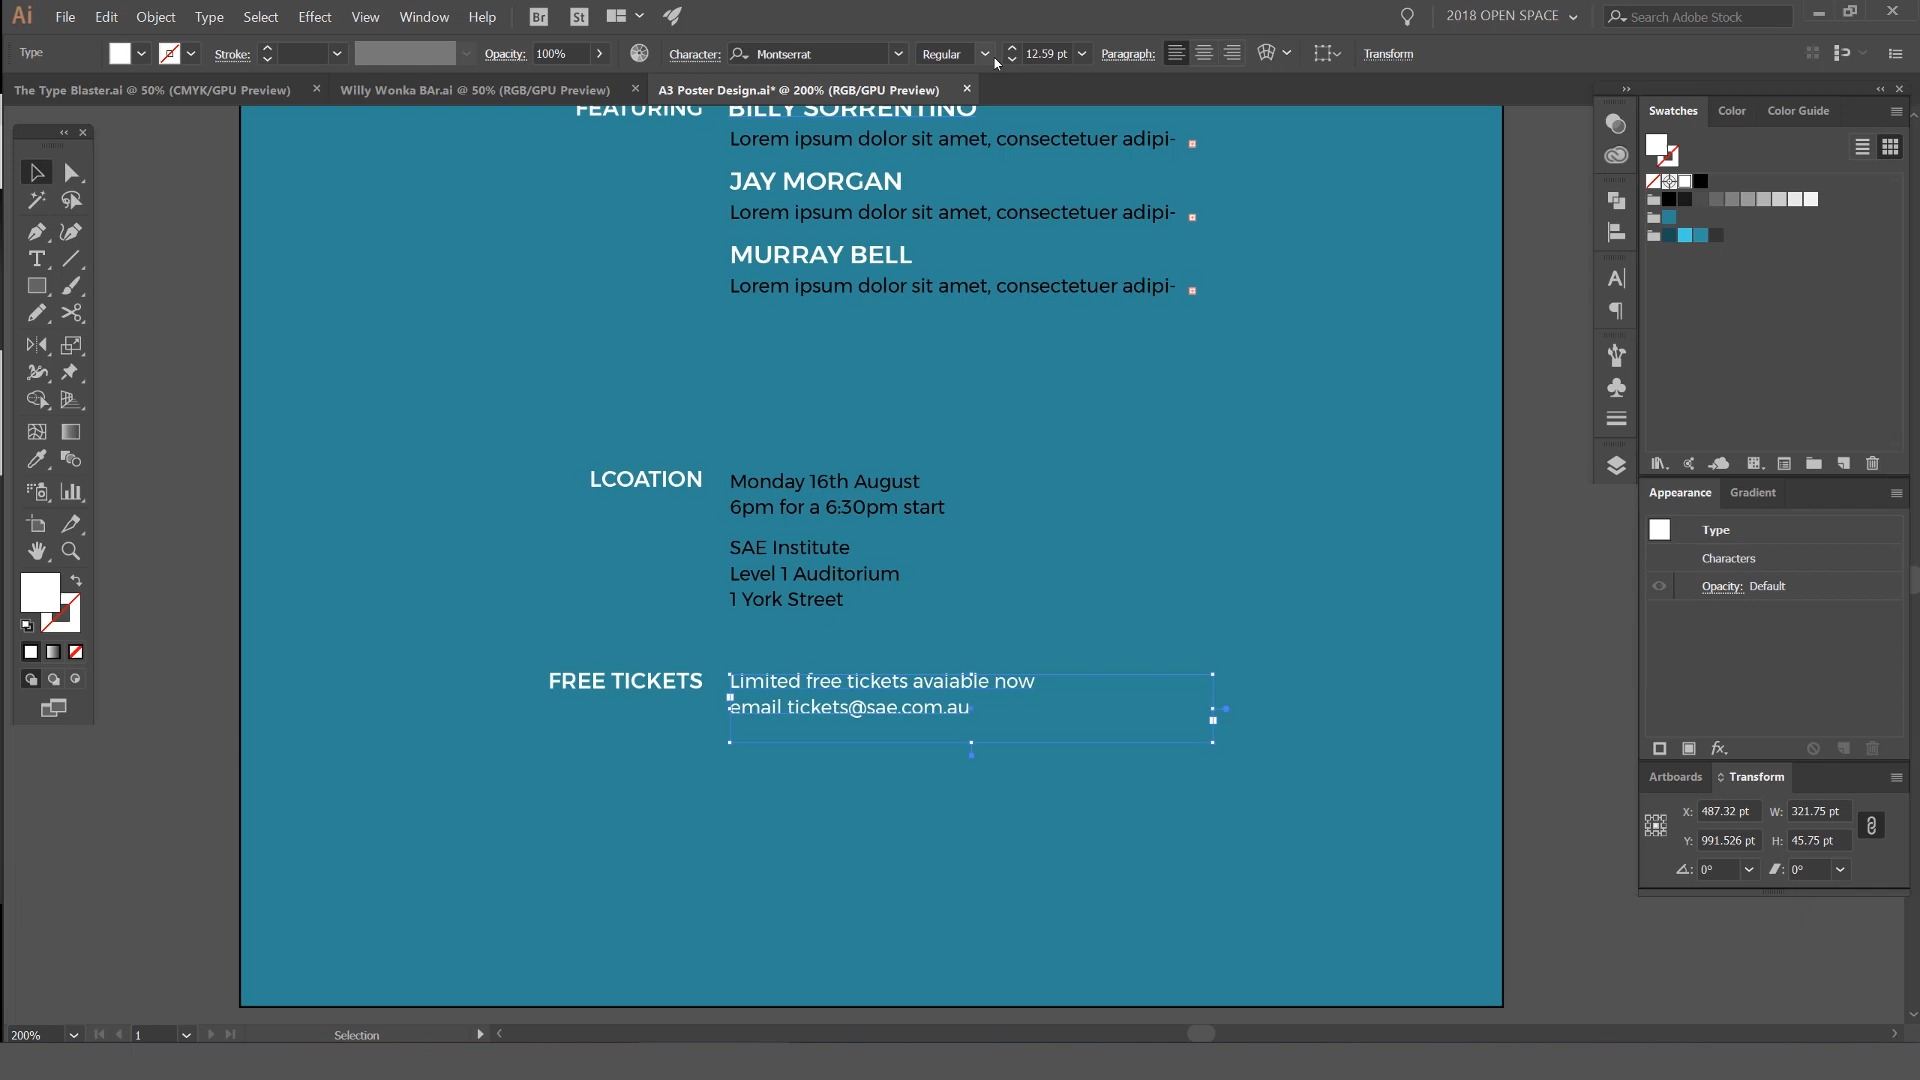 Ai File Edit Object Type Select Effect View Window Help Br St 2018 OPEN SPACE Search Adobe Stock
Type Stroke: Opacity: 100% Character: Montserrat Regular 12.59 pt Paragraph: Transform
The Type Blaster.ai @ 50% (CMYK/GPU Preview) Willy Wonka BAr.ai @ 50% (RGB/GPU Preview) A3 Poster Design.ai* @ 200% (RGB/GPU Preview)
FEATURING BILLY SORRENTINO
Lorem ipsum dolor sit amet, consectetuer adipi-
JAY MORGAN
Lorem ipsum dolor sit amet, consectetuer adipi-
MURRAY BELL
Lorem ipsum dolor sit amet, consectetuer adipi-
LCOATION Monday 16th August
6pm for a 6:30pm start
SAE Institute
Level 1 Auditorium
1 York Street
FREE TICKETS Limited free tickets avaiable now
email tickets@sae.com.au
Swatches Color Color Guide
Appearance Gradient
Type
Characters
Opacity: Default
fx
Artboards Transform
X: 487.32 pt W: 321.75 pt
Y: 991.526 pt H: 45.75 pt
0° 0°
200% 1 Selection